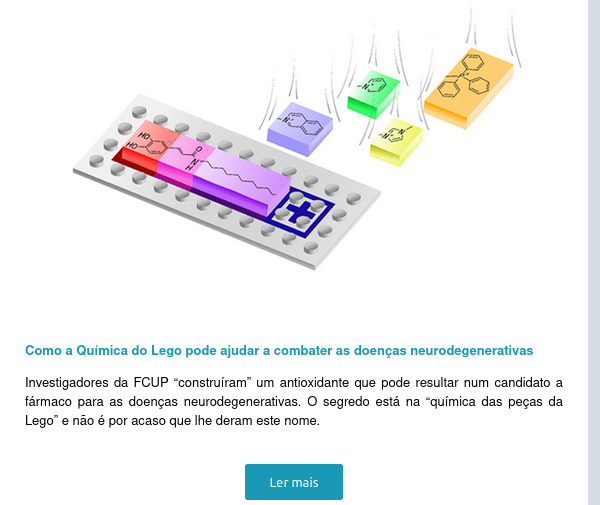 HO
HO
O
N
H
N+
N+
N
N+
P+
+
Como a Química do Lego pode ajudar a combater as doenças neurodegenerativas
Investigadores da FCUP “construíram” um antioxidante que pode resultar num candidato a
fármaco para as doenças neurodegenerativas. O segredo está na “química das peças da
Lego” e não é por acaso que lhe deram este nome.
Ler mais